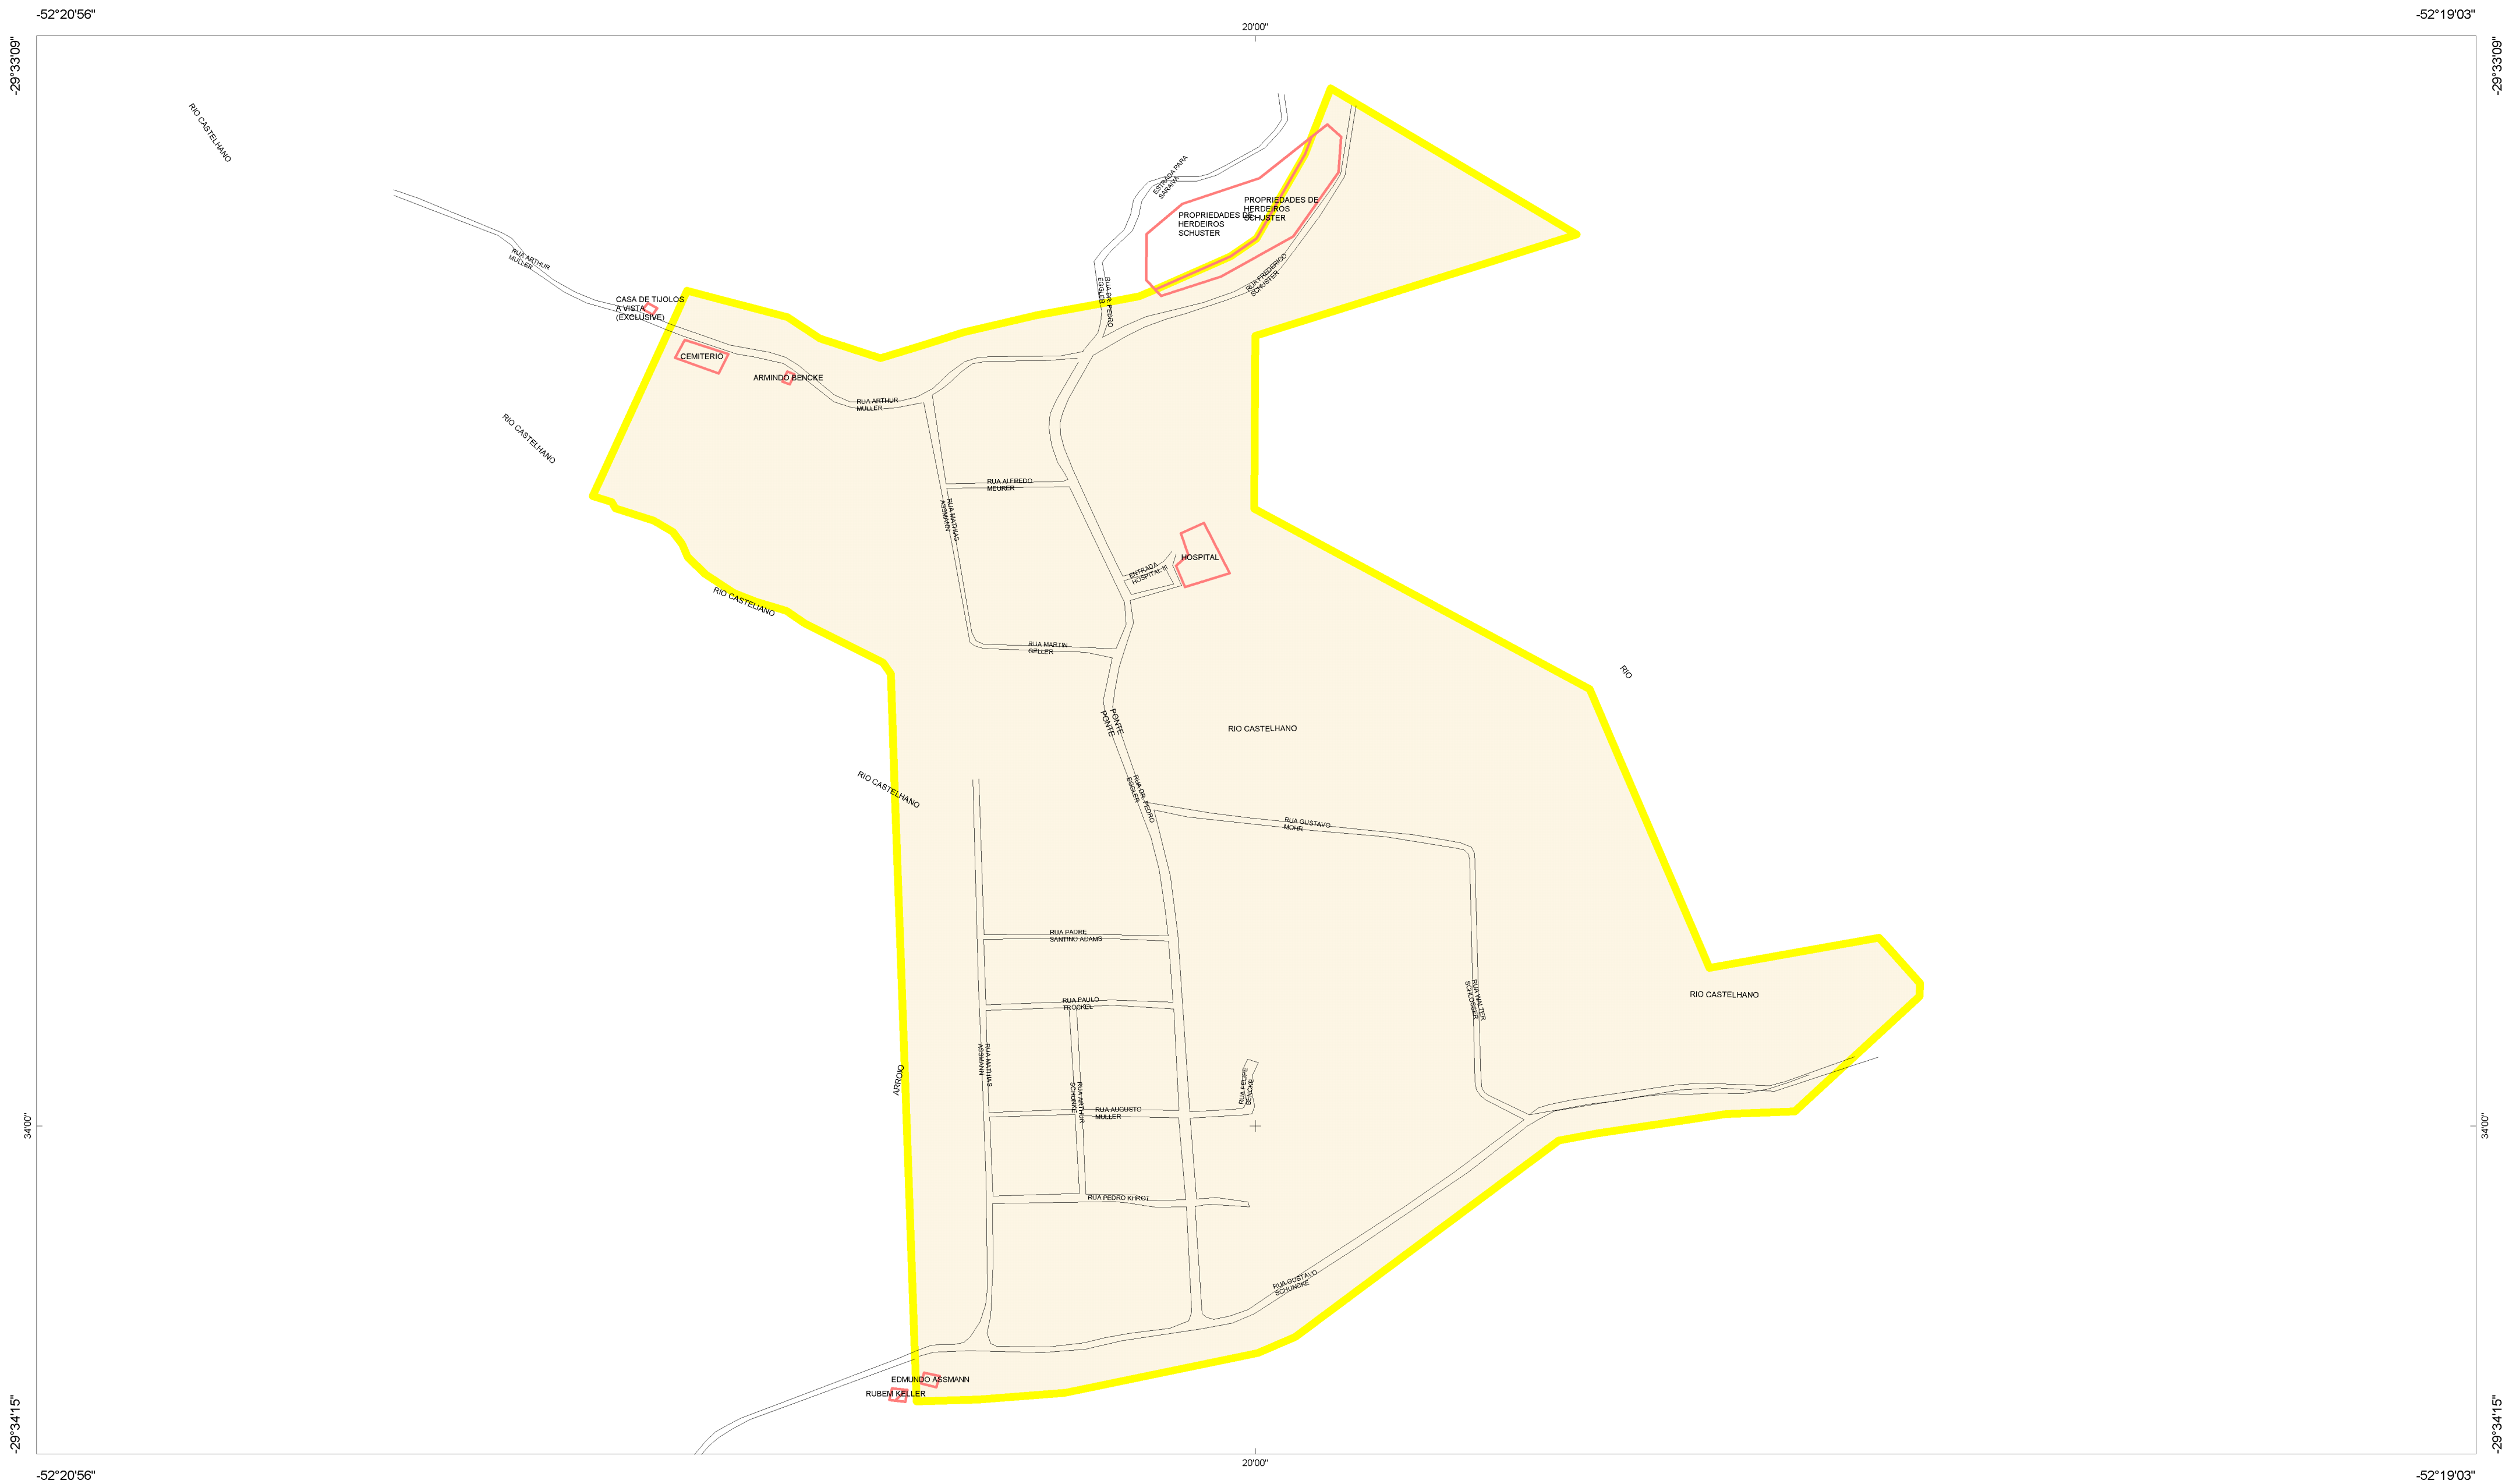 -52°20'56"
20'00"
-52°19'03"
-29°33'09"
-29°33'09"
RIO CASTELHANO
ESTRADA PARA
SARAIVA
PROPRIEDADES DE
HERDEIROS
SCHUSTER
PROPRIEDADES DE
HERDEIROS
SCHUSTER
RUA ARTHUR
MULLER
RUA DR. PEDRO
EGGLER
RUA FREDERICO
SCHUSTER
CASA DE TIJOLOS
A VISTA
(EXCLUSIVE)
CEMITERIO
ARMINDO BENCKE
RUA ARTHUR
MULLER
RIO CASTELHANO
RUA ALFREDO
MEURER
RUA MATHIAS
ASSMANN
HOSPITAL
ENTRADA
HOSPITAL B
RIO CASTELIANO
RUA MARTIN
GELLER
RIO
PONTE
PONTE
RIO CASTELHANO
RIO CASTELHANO
RUA DR. PEDRO
EGGLER
RUA GUSTAVO
MOHR
RUA PADRE
SANTINO ADAMS
RUA PAULO
TROCKEL
RUA WALTER
SCHLOSSER
RIO CASTELHANO
RUA MATHIAS
ASSMANN
ARROIO
RUA ARTHUR
SCHUNKE
RUA FELIPE
BENCKE
RUA AUGUSTO
MULLER
34'00"
34'00"
RUA PEDRO KHROT
RUA GUSTAVO
SCHUNCKE
EDMUNDO ASSMANN
RUBEM KELLER
-29°34'15"
-29°34'15"
-52°20'56"
20'00"
-52°19'03"